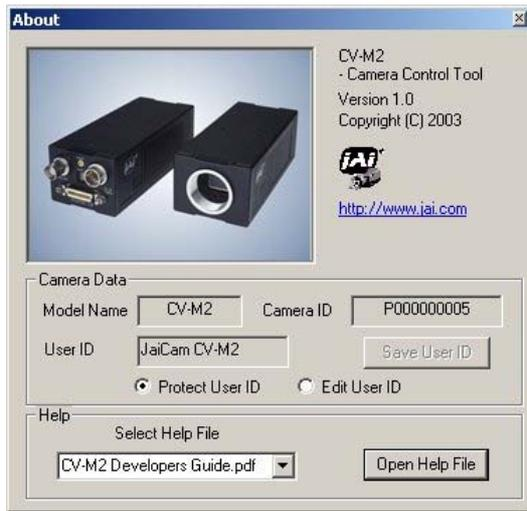 About
CV-M2
- Camera Control Tool
Version 1.0
Copyright (C) 2003
JAi
http://www.jai.com
Camera Data
Model Name CV-M2 Camera ID P000000005
User ID JaiCam CV-M2 Save User ID
Protect User ID Edit User ID
Help
Select Help File
CV-M2 Developers Guide.pdf Open Help File